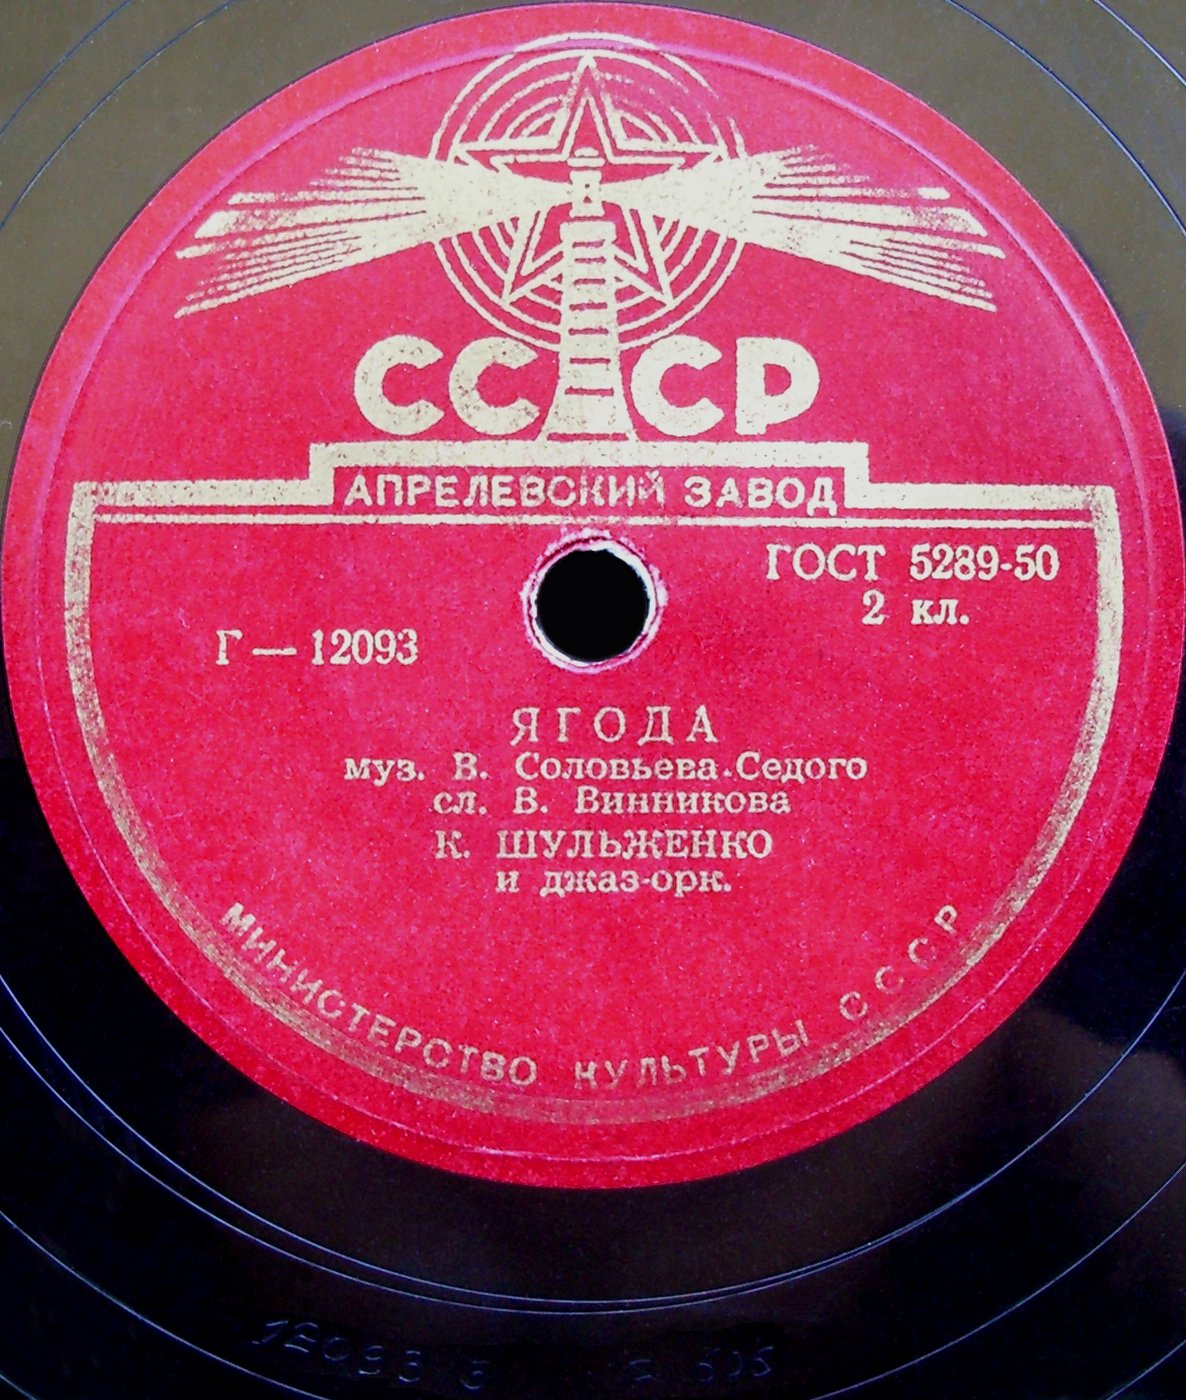 СССР
АПРЕЛЕВСКИЙ ЗАВОД
ГОСТ 5289-50
2 кл.
Г — 12093
ЯГОДА
муз. В. Соловьева-Седого
сл. В. Винникова
К. ШУЛЬЖЕНКО
и джаз-орк.
МИНИСТЕРСТВО КУЛЬТУРЫ СССР
12093